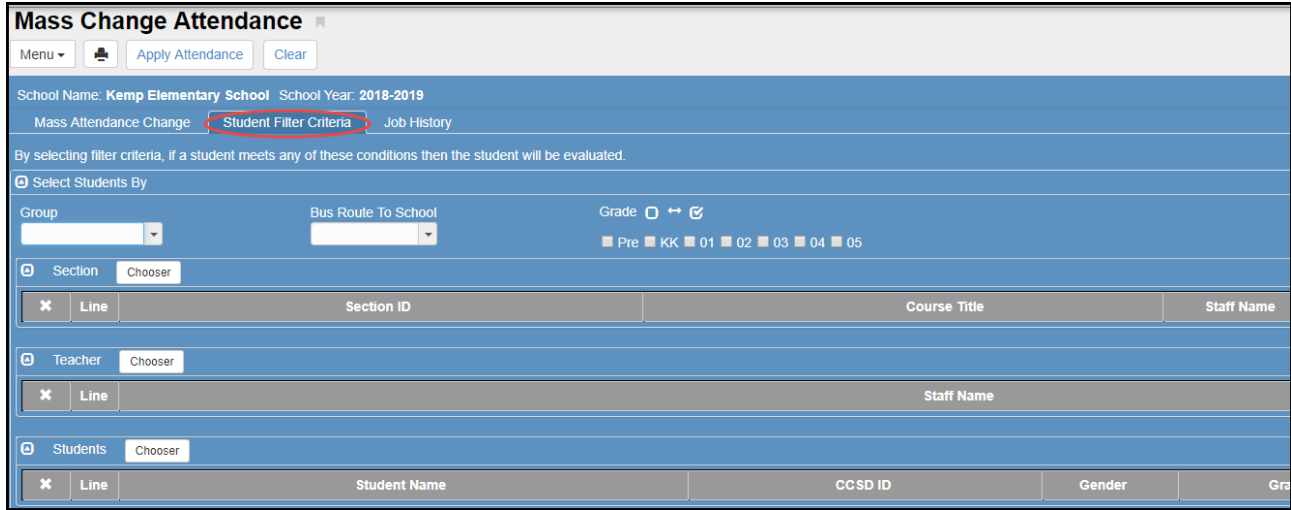 Mass Change Attendance
Menu Apply Attendance Clear
School Name: Kemp Elementary School School Year: 2018-2019
Mass Attendance Change Student Filter Criteria Job History
By selecting filter criteria, if a student meets any of these conditions then the student will be evaluated.
Select Students By
Group Bus Route To School Grade
Pre KK 01 02 03 04 05
Section Chooser
Line Section ID Course Title Staff Name
Teacher Chooser
Line Staff Name
Students Chooser
Line Student Name CCSD ID Gender Gra